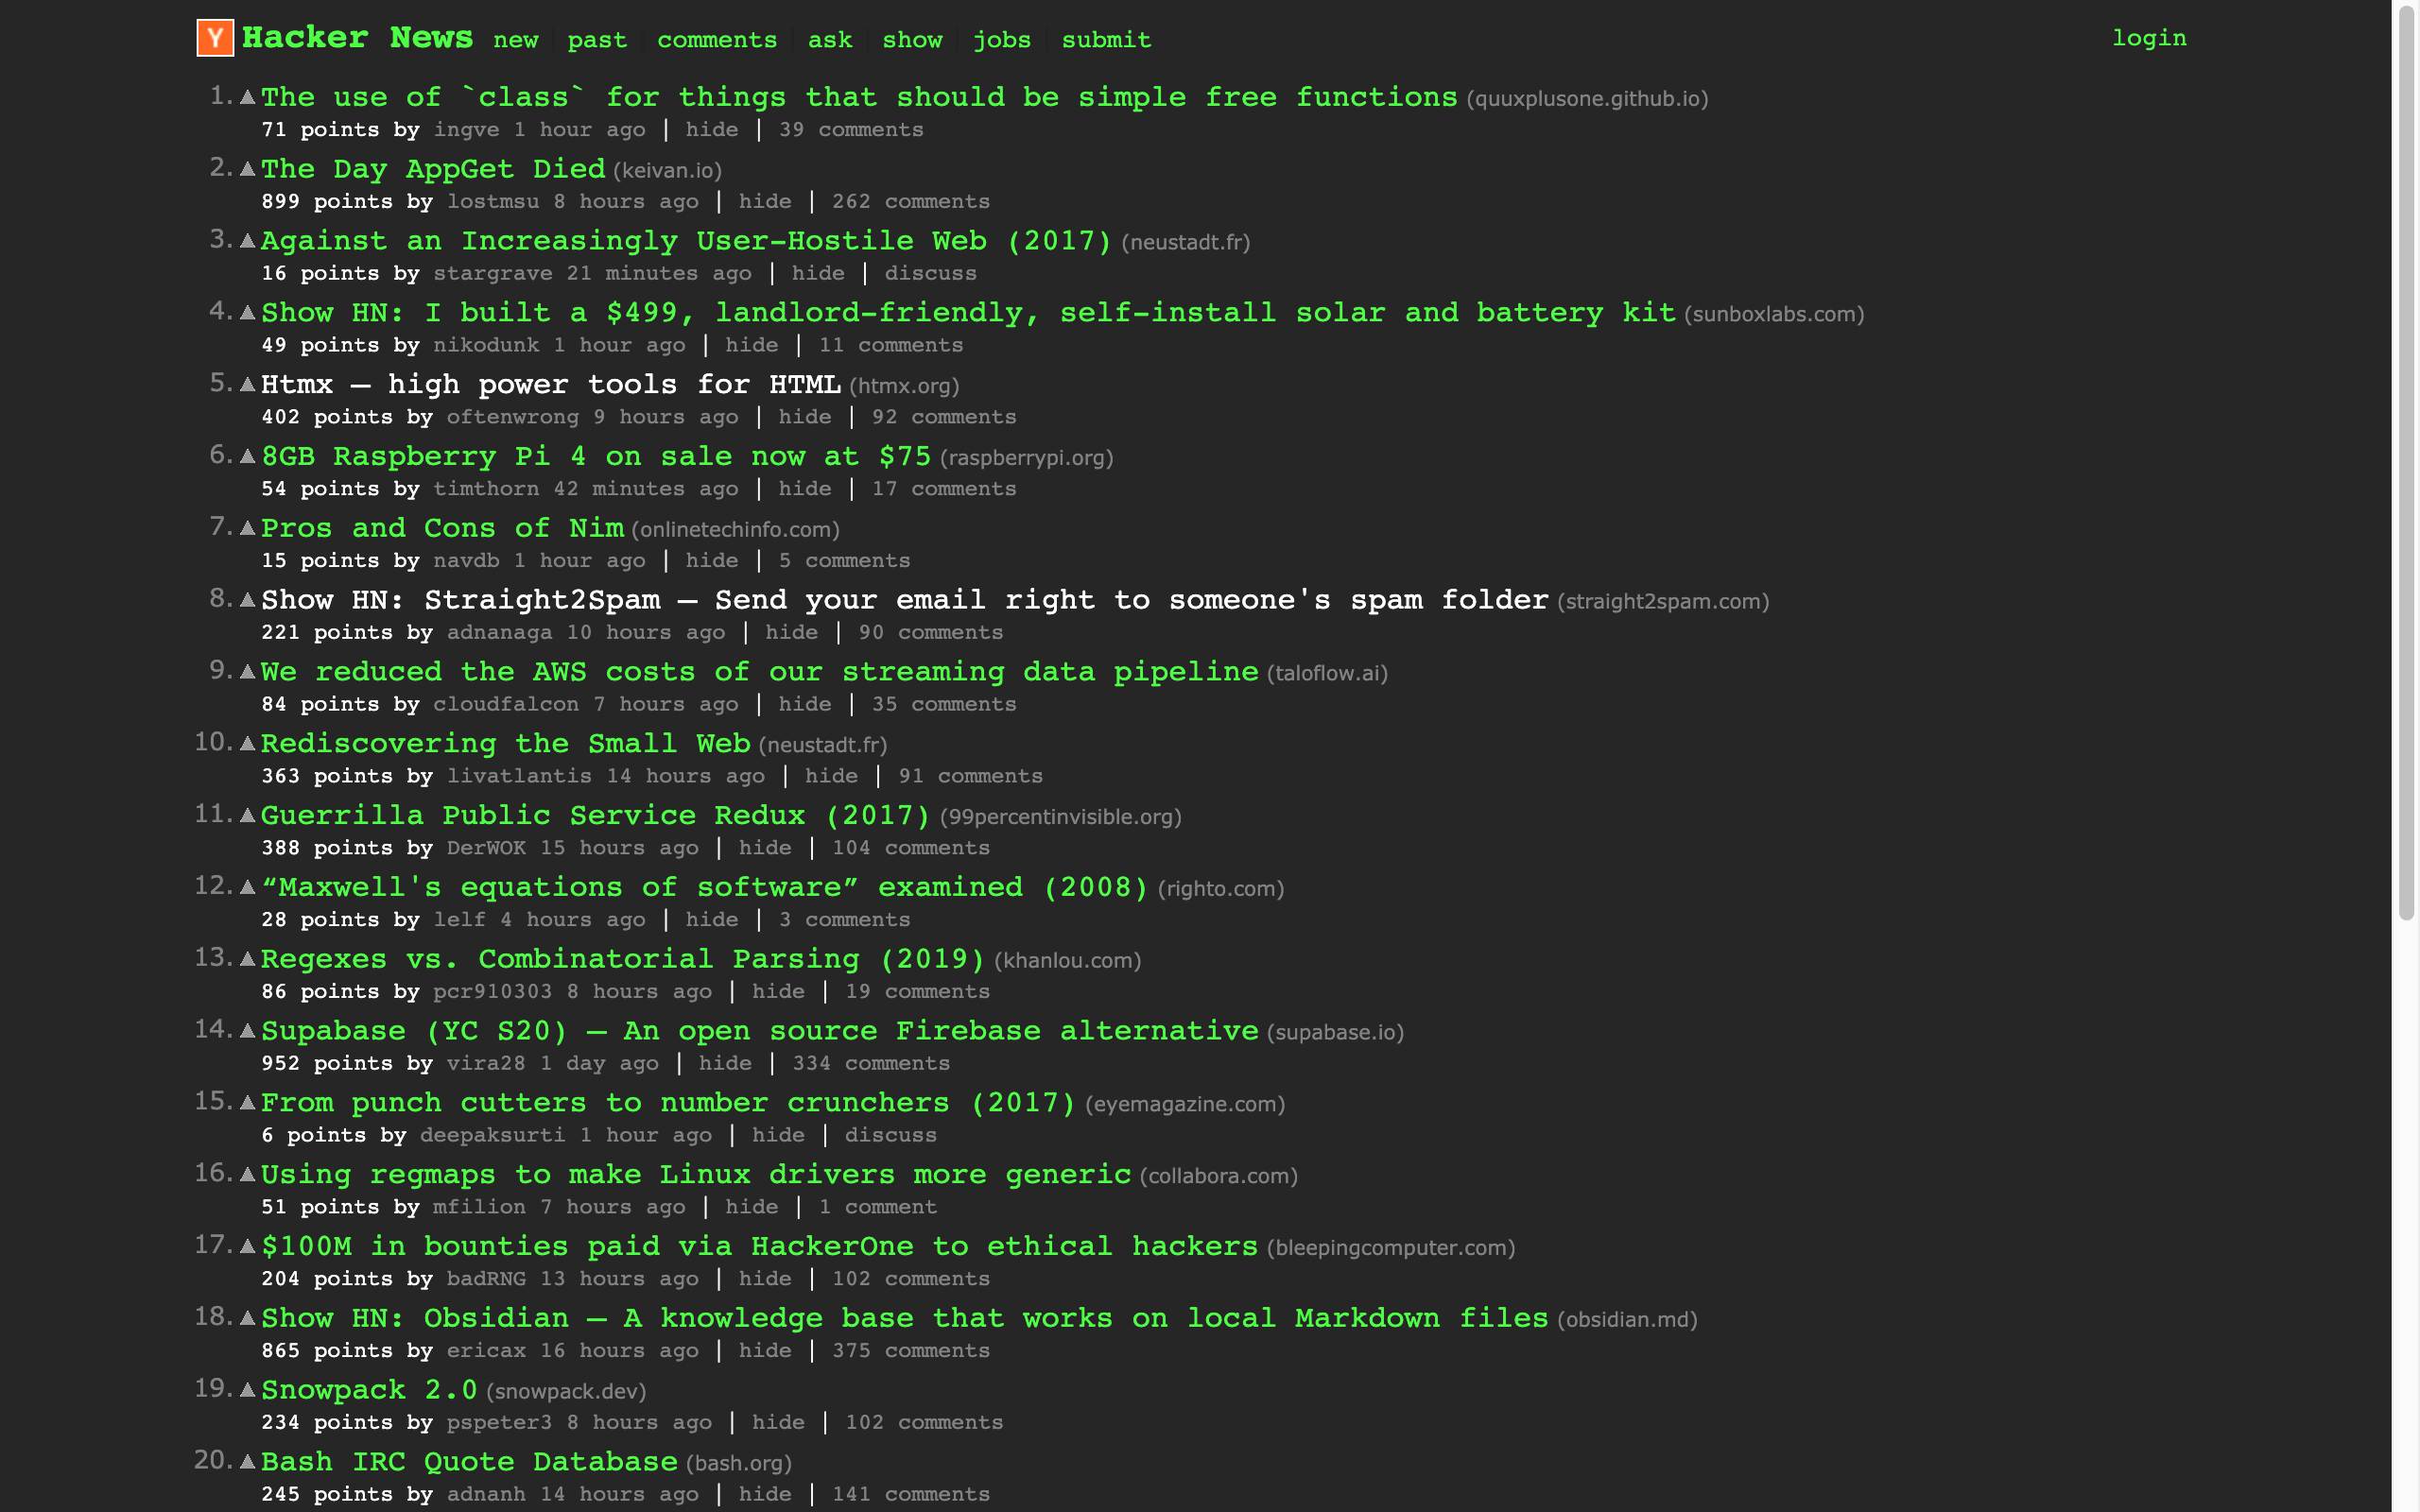 Y Hacker News new | past | comments | ask | show | jobs | submit login
1. The use of `class` for things that should be simple free functions (quuxplusone.github.io)
71 points by ingve 1 hour ago | hide | 39 comments
2. The Day AppGet Died (keivan.io)
899 points by lostmsu 8 hours ago | hide | 262 comments
3. Against an Increasingly User-Hostile Web (2017) (neustadt.fr)
16 points by stargrave 21 minutes ago | hide | discuss
4. Show HN: I built a $499, landlord-friendly, self-install solar and battery kit (sunboxlabs.com)
49 points by nikodunk 1 hour ago | hide | 11 comments
5. Htmx – high power tools for HTML (htmx.org)
402 points by oftenwrong 9 hours ago | hide | 92 comments
6. 8GB Raspberry Pi 4 on sale now at $75 (raspberrypi.org)
54 points by timthorn 42 minutes ago | hide | 17 comments
7. Pros and Cons of Nim (onlinetechinfo.com)
15 points by navdb 1 hour ago | hide | 5 comments
8. Show HN: Straight2Spam – Send your email right to someone's spam folder (straight2spam.com)
221 points by adnanaga 10 hours ago | hide | 90 comments
9. We reduced the AWS costs of our streaming data pipeline (taloflow.ai)
84 points by cloudfalcon 7 hours ago | hide | 35 comments
10. Rediscovering the Small Web (neustadt.fr)
363 points by livatlantis 14 hours ago | hide | 91 comments
11. Guerrilla Public Service Redux (2017) (99percentinvisible.org)
388 points by DerWOK 15 hours ago | hide | 104 comments
12. “Maxwell's equations of software” examined (2008) (righto.com)
28 points by lelf 4 hours ago | hide | 3 comments
13. Regexes vs. Combinatorial Parsing (2019) (khanlou.com)
86 points by pcr910303 8 hours ago | hide | 19 comments
14. Supabase (YC S20) – An open source Firebase alternative (supabase.io)
952 points by vira28 1 day ago | hide | 334 comments
15. From punch cutters to number crunchers (2017) (eyemagazine.com)
6 points by deepaksurti 1 hour ago | hide | discuss
16. Using regmaps to make Linux drivers more generic (collabora.com)
51 points by mfilion 7 hours ago | hide | 1 comment
17. $100M in bounties paid via HackerOne to ethical hackers (bleepingcomputer.com)
204 points by badRNG 13 hours ago | hide | 102 comments
18. Show HN: Obsidian – A knowledge base that works on local Markdown files (obsidian.md)
865 points by ericax 16 hours ago | hide | 375 comments
19. Snowpack 2.0 (snowpack.dev)
234 points by pspeter3 8 hours ago | hide | 102 comments
20. Bash IRC Quote Database (bash.org)
245 points by adnanh 14 hours ago | hide | 141 comments